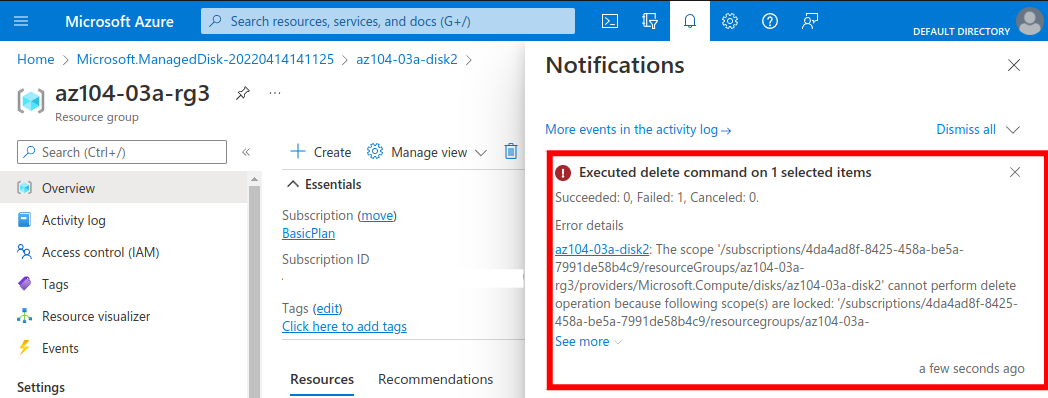 Microsoft Azure
Search resources, services, and docs (G+/)
DEFAULT DIRECTORY
Home > Microsoft.ManagedDisk-20220414141125 > az104-03a-disk2 >
az104-03a-rg3
Resource group
Search (Ctrl+/)
Overview
Activity log
Access control (IAM)
Tags
Resource visualizer
Events
Settings
Create
Manage view
Essentials
Subscription (move)
BasicPlan
Subscription ID
Tags (edit)
Click here to add tags
Resources
Recommendations
Notifications
More events in the activity log →
Dismiss all
Executed delete command on 1 selected items
Succeeded: 0, Failed: 1, Canceled: 0.
Error details
az104-03a-disk2: The scope '/subscriptions/4da4ad8f-8425-458a-be5a-
7991de58b4c9/resourceGroups/az104-03a-
rg3/providers/Microsoft.Compute/disks/az104-03a-disk2' cannot perform delete
operation because following scope(s) are locked: '/subscriptions/4da4ad8f-8425-
458a-be5a-7991de58b4c9/resourcegroups/az104-03a-
See more
a few seconds ago